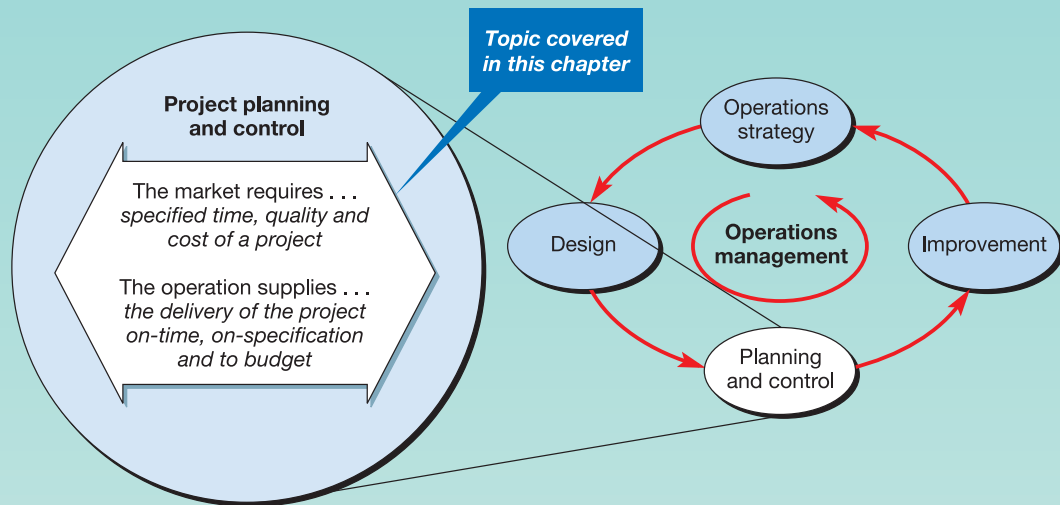 Topic covered
in this chapter
Project planning
and control
The market requires . . .
specified time, quality and
cost of a project
The operation supplies . . .
the delivery of the project
on-time, on-specification
and to budget
Operations
strategy
Design
Operations
management
Improvement
Planning
and control